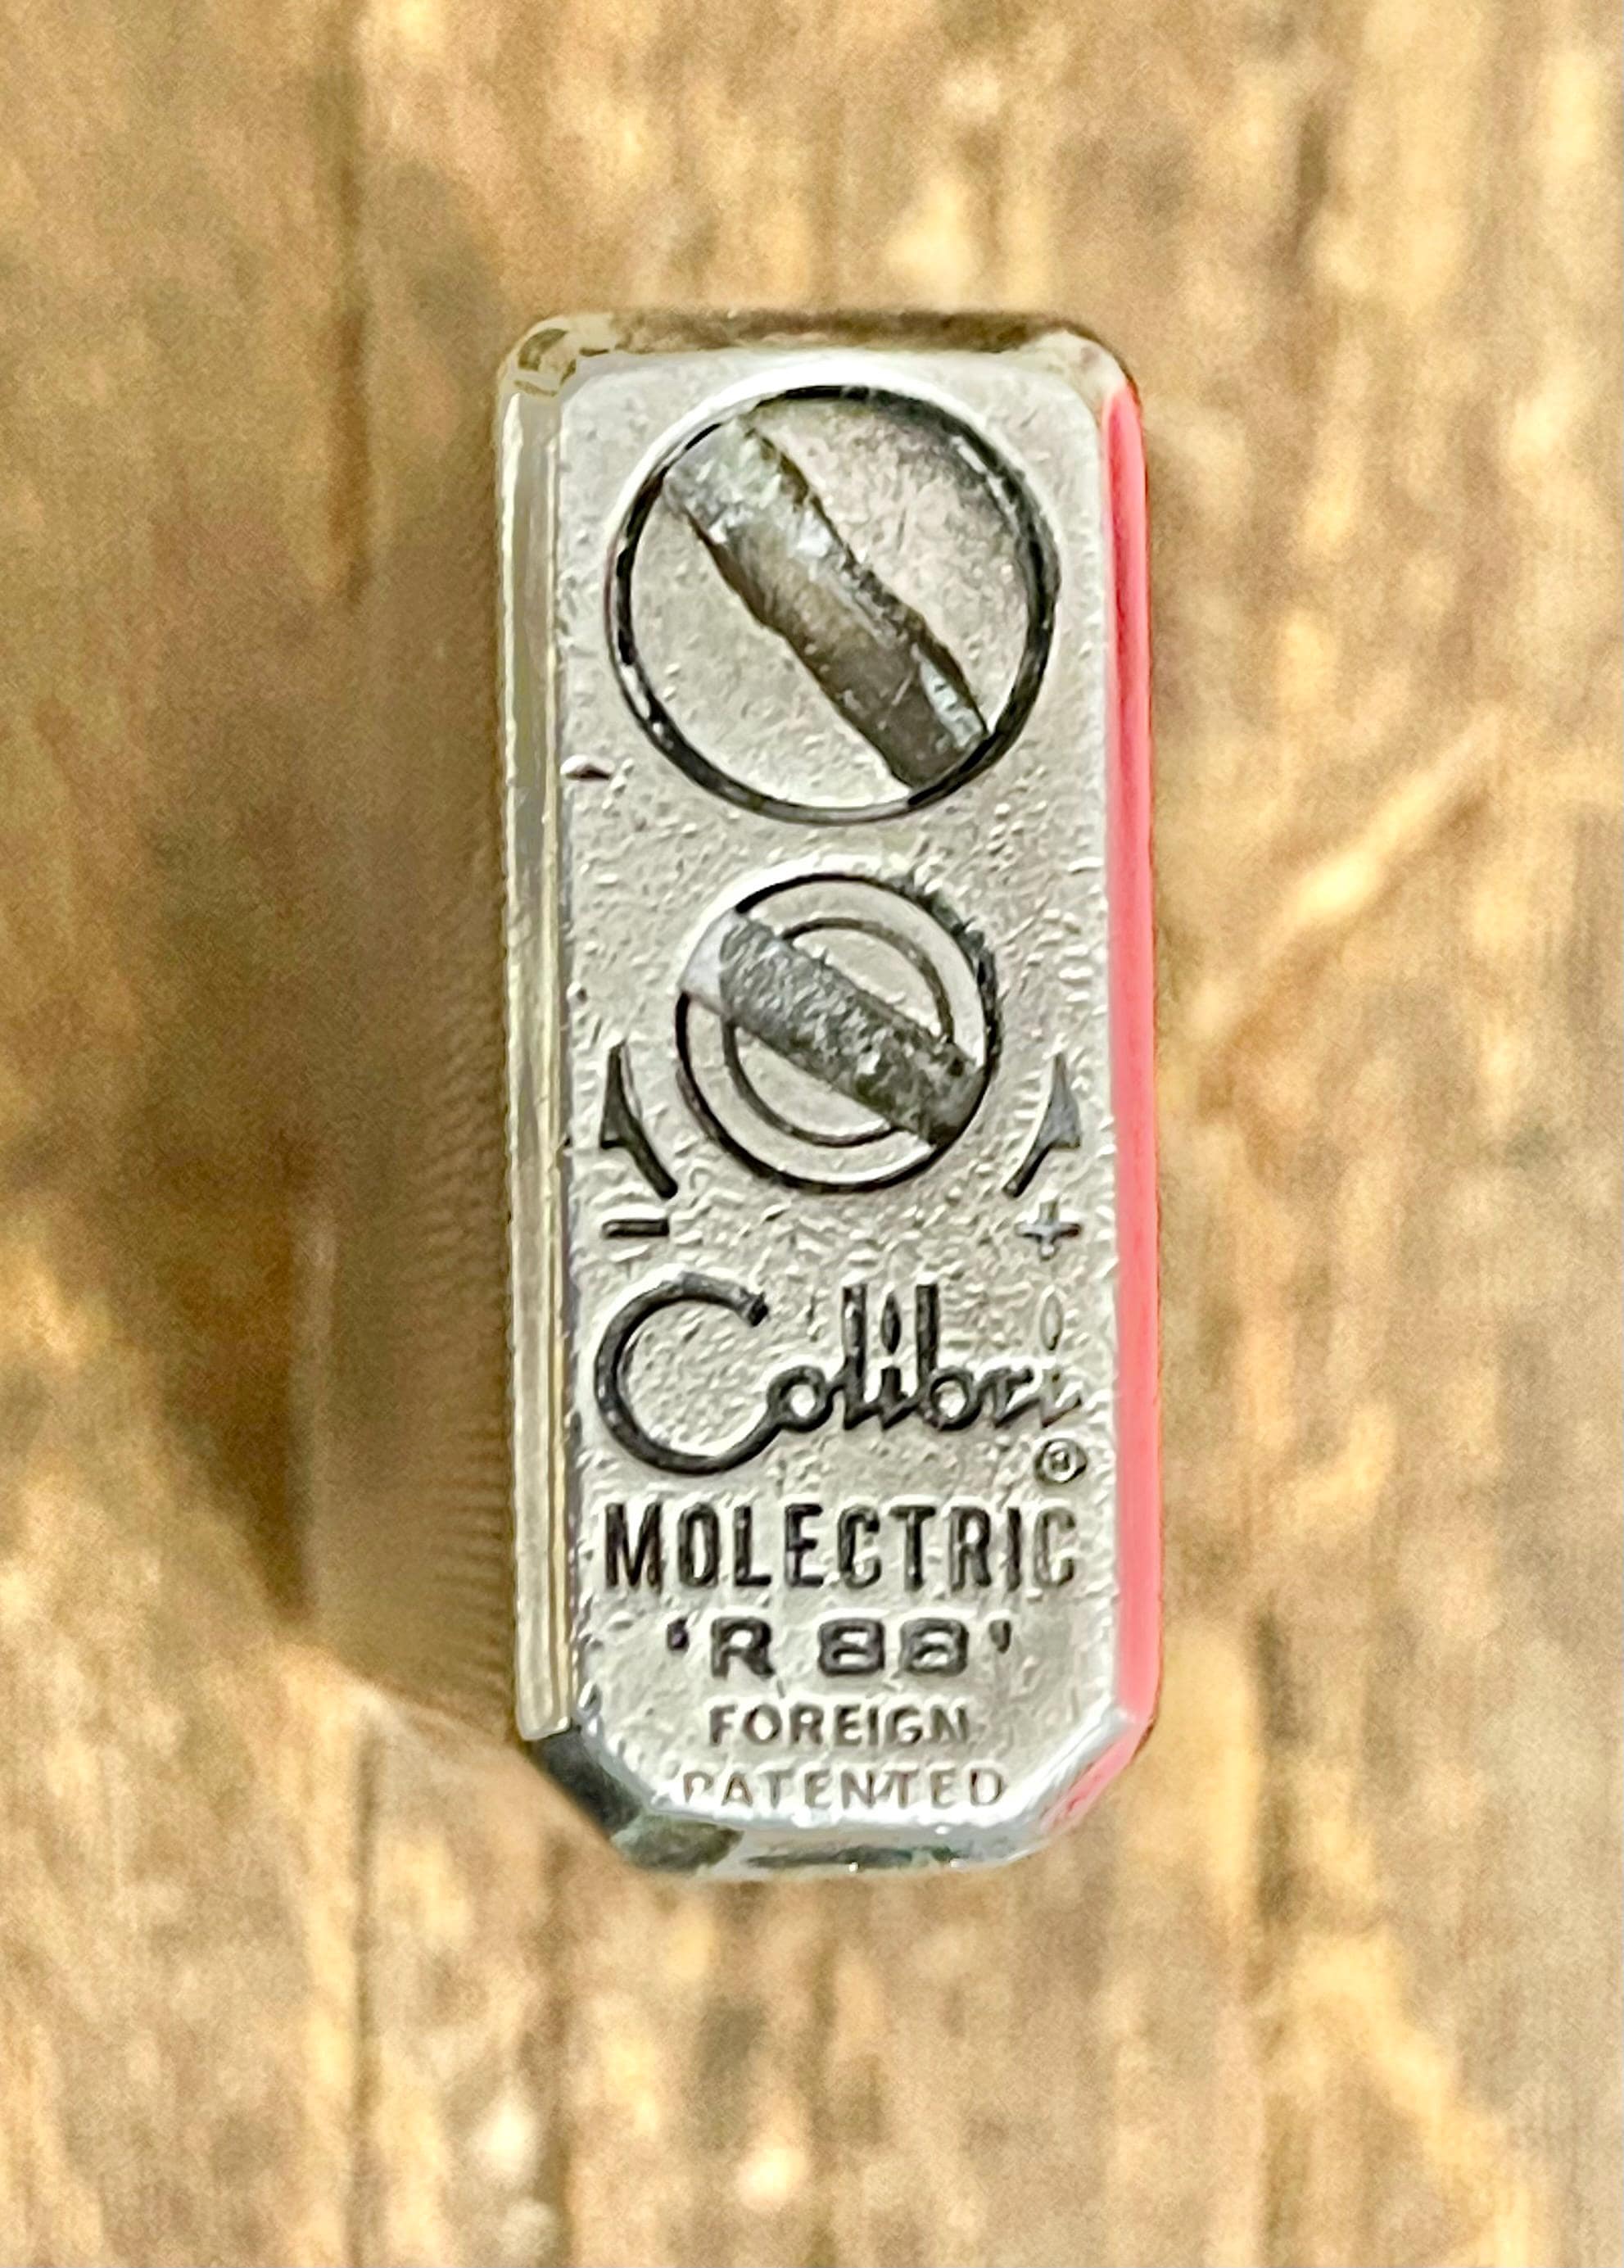 - +
Colibri
®
MOLECTRIC
'R 88'
FOREIGN
PATENTED